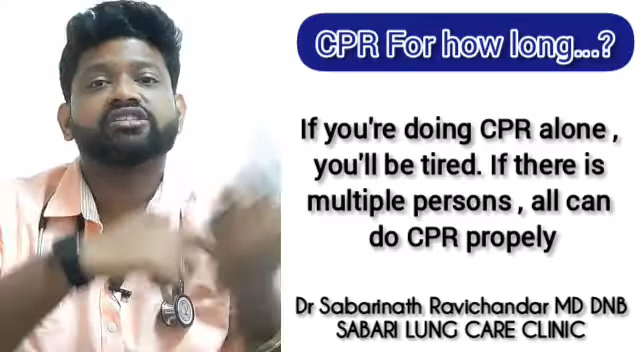 CPR For how long...?
If you're doing CPR alone ,
you'll be tired. If there is
multiple persons , all can
do CPR propely
Dr Sabarinath Ravichandar MD DNB
SABARI LUNG CARE CLINIC